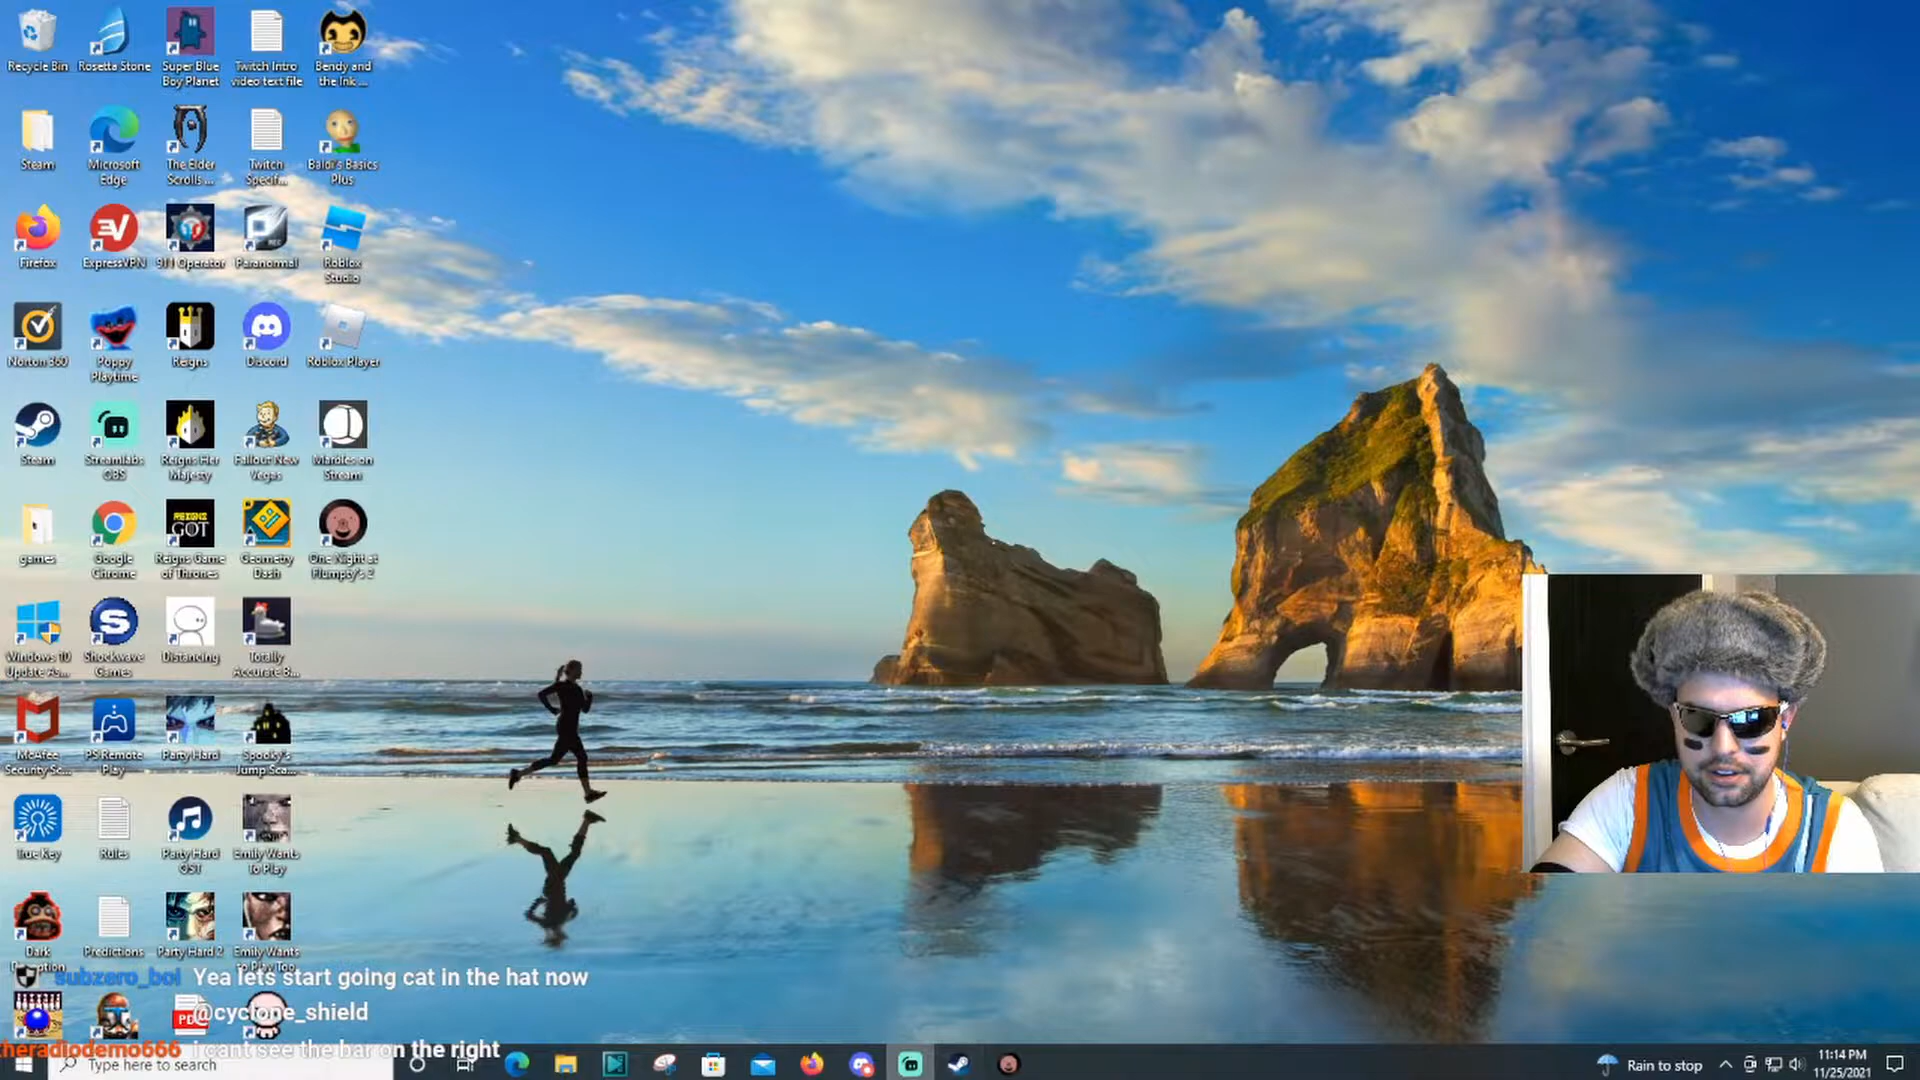 Recycle Bin
Rosetta Stone
Super Blue
Boy Planet
Twitch Intro
video text file
Bendy and
the Ink ...
Steam
Microsoft
Edge
The Elder
Scrolls ...
Twitch
Specif...
Baldi's Basics
Plus
Firefox
ExpressVPN
911 Operator
Paranormal
Roblox
Studio
Norton 360
Poppy
Playtime
Reigns
Discord
Roblox Player
Steam
Streamlabs
OBS
Reigns Her
Majesty
Fallout New
Vegas
Marbles on
Stream
games
Google
Chrome
REIGNS
GOT
Reigns Game
of Thrones
Geometry
Dash
One Night at
Flumpty's 2
Windows 10
Update As...
Shockwave
Games
Distancing
Totally
Accurate B...
McAfee
Security Sc...
PS Remote
Play
Party Hard
Spooky's
Jump Sca...
True Key
Rules
Party Hard
OST
Emily Wants
To Play
Dark
Predictions
Party Hard 2
Emily Wants
To Play Too
subzero_boi Yea lets start going cat in the hat now
@cyclone_shield
theradiodemo666 i cant see the bar on the right
Type here to search
Rain to stop
11:14 PM
11/25/2021